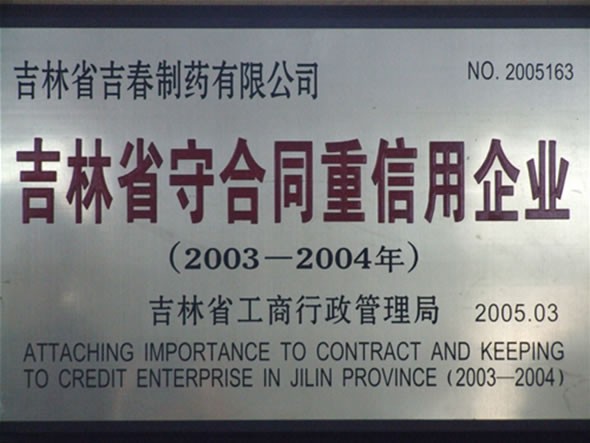 吉林省吉春制药有限公司 NO. 2005163
吉林省守合同重信用企业
（2003－2004年）
吉林省工商行政管理局 2005.03
ATTACHING IMPORTANCE TO CONTRACT AND KEEPING
TO CREDIT ENTERPRISE IN JILIN PROVINCE (2003—2004)